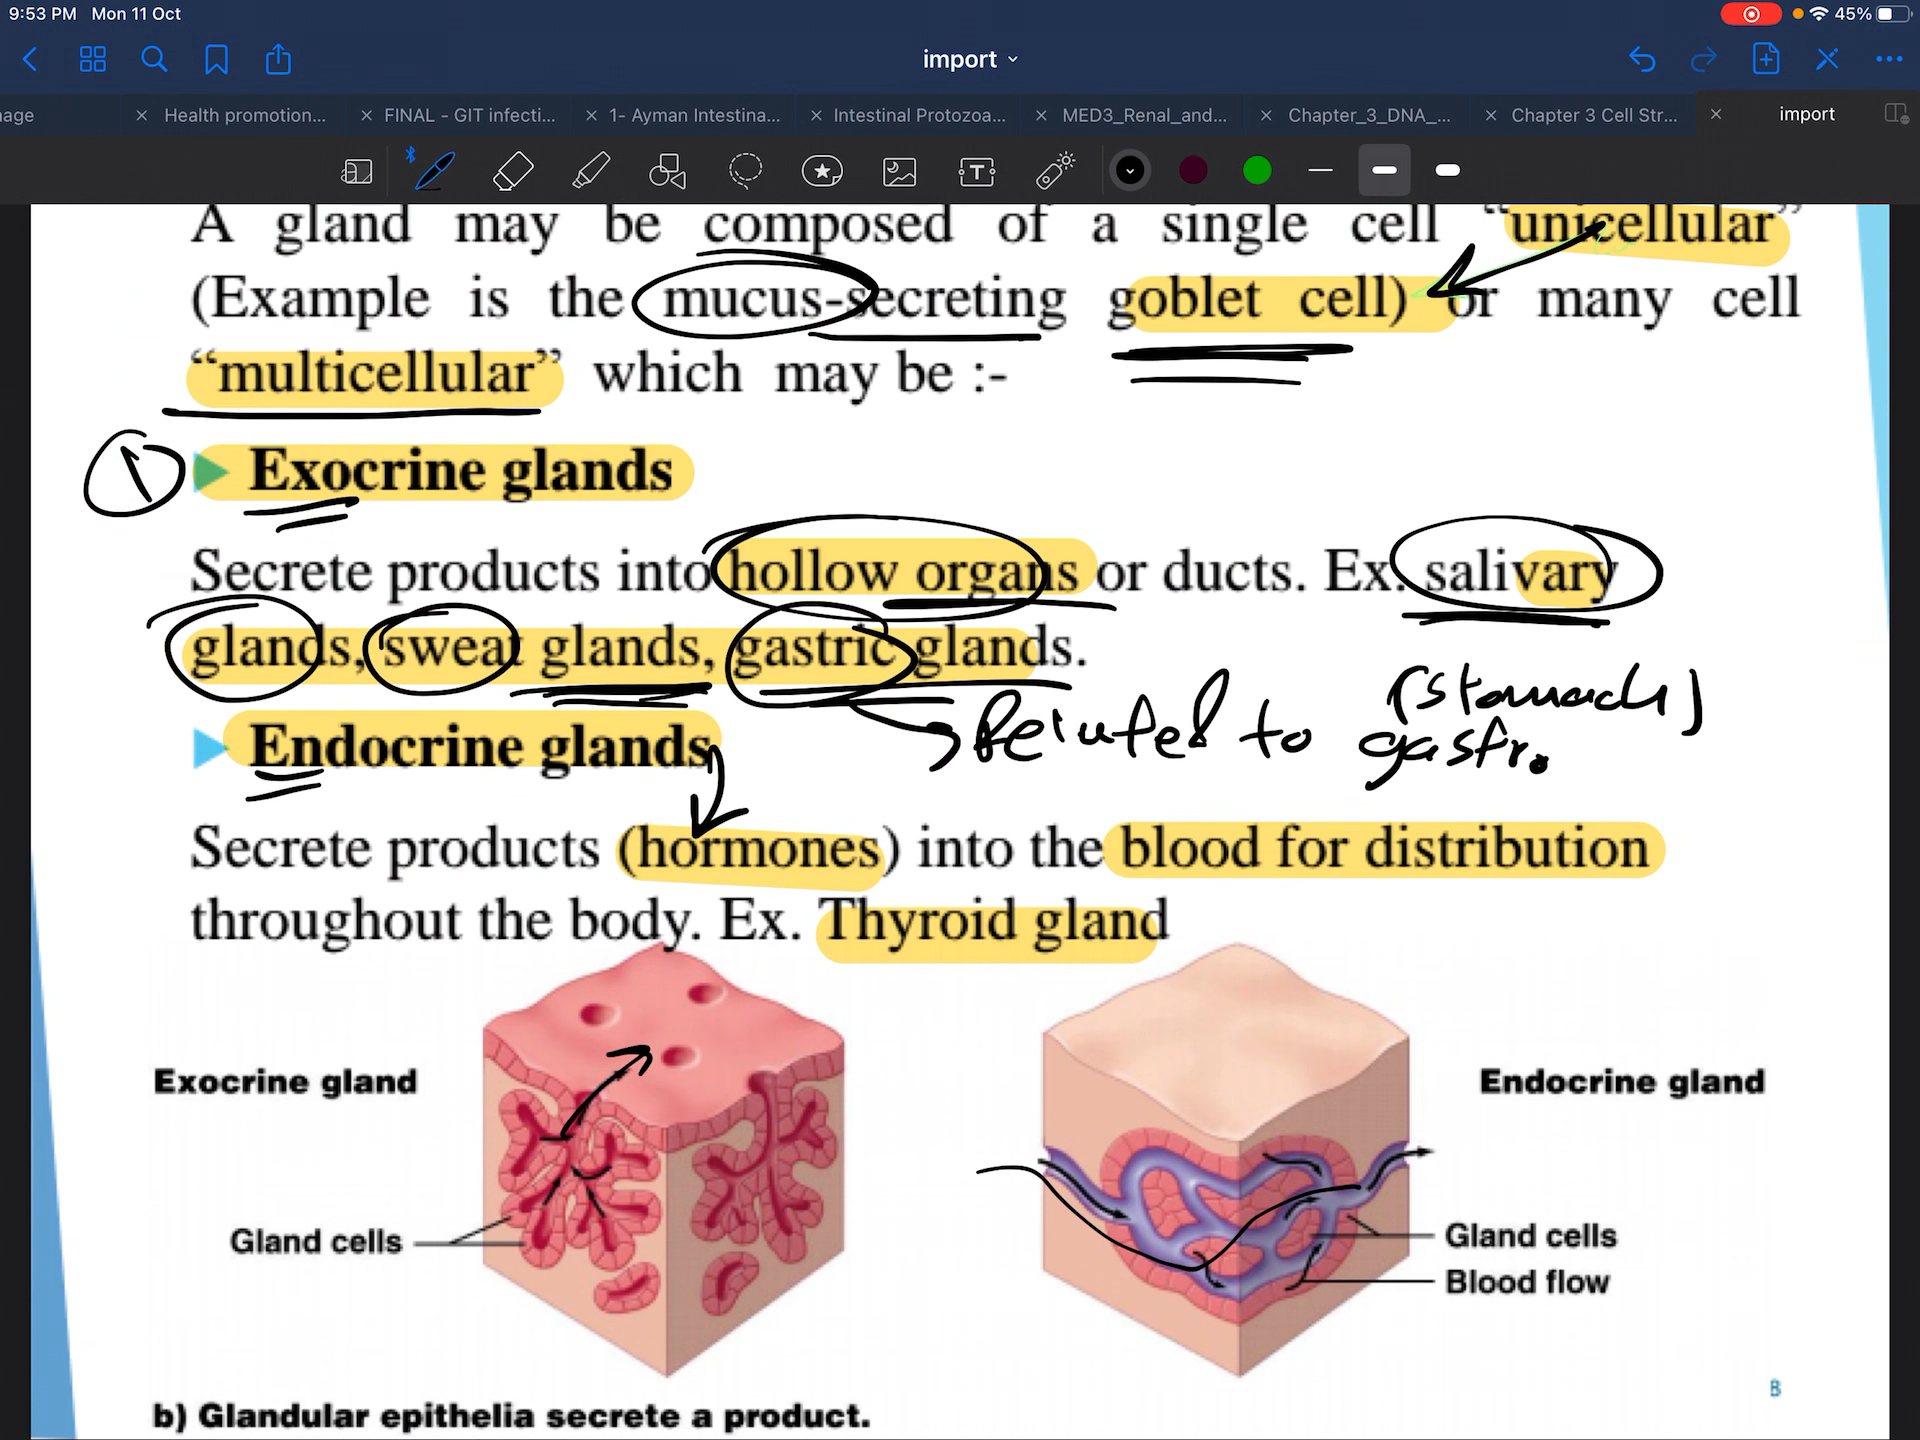 9:53 PM Mon 11 Oct
45%
import
nage
Health promotion...
FINAL - GIT infecti...
1- Ayman Intestina...
Intestinal Protozoa...
MED3_Renal_and...
Chapter_3_DNA_...
Chapter 3 Cell Str...
import
A gland may be composed of a single cell “unicellular”
(Example is the mucus-secreting goblet cell) or many cell
“multicellular” which may be :-
1
Exocrine glands
Secrete products into hollow organs or ducts. Ex. salivary
glands, sweat glands, gastric glands.
(stomach)
Related to gastr.
Endocrine glands
Secrete products (hormones) into the blood for distribution
throughout the body. Ex. Thyroid gland
Exocrine gland
Endocrine gland
Gland cells
Gland cells
Blood flow
b) Glandular epithelia secrete a product.